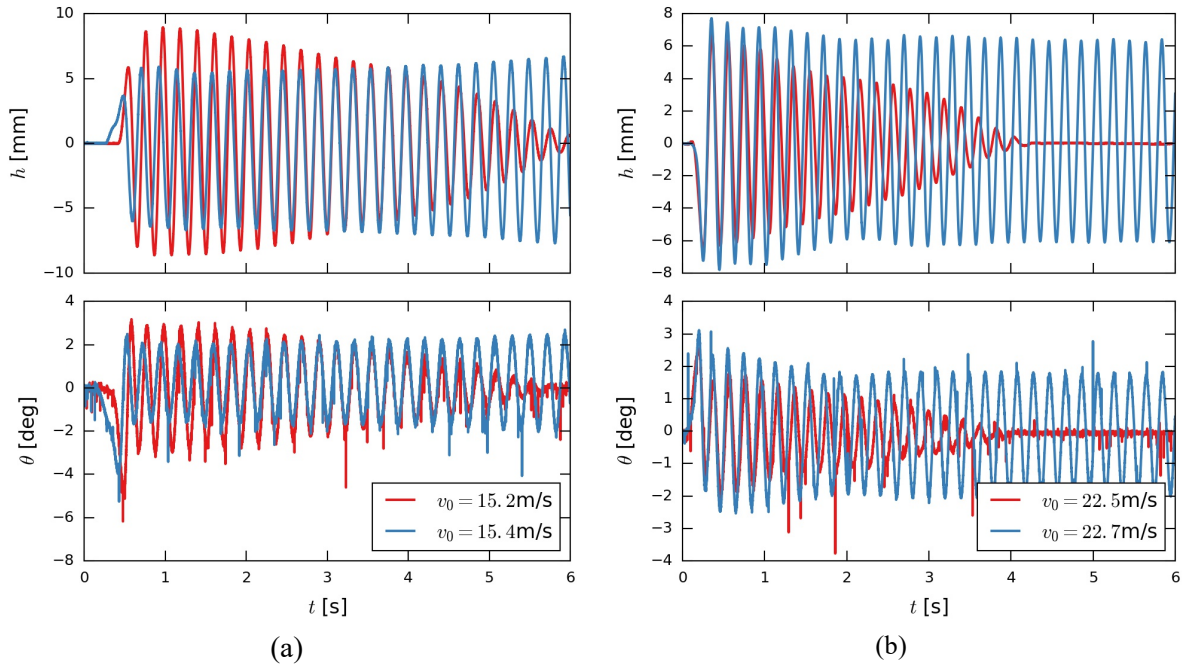 10
5
0
−5
−10
h [mm]
8
6
4
2
0
−2
−4
−6
−8
h [mm]
4
2
0
−2
−4
−6
−8
θ [deg]
v₀ = 15.2m/s
v₀ = 15.4m/s
0 1 2 3 4 5 6
t [s]
(a)
4
3
2
1
0
−1
−2
−3
−4
θ [deg]
v₀ = 22.5m/s
v₀ = 22.7m/s
0 1 2 3 4 5 6
t [s]
(b)